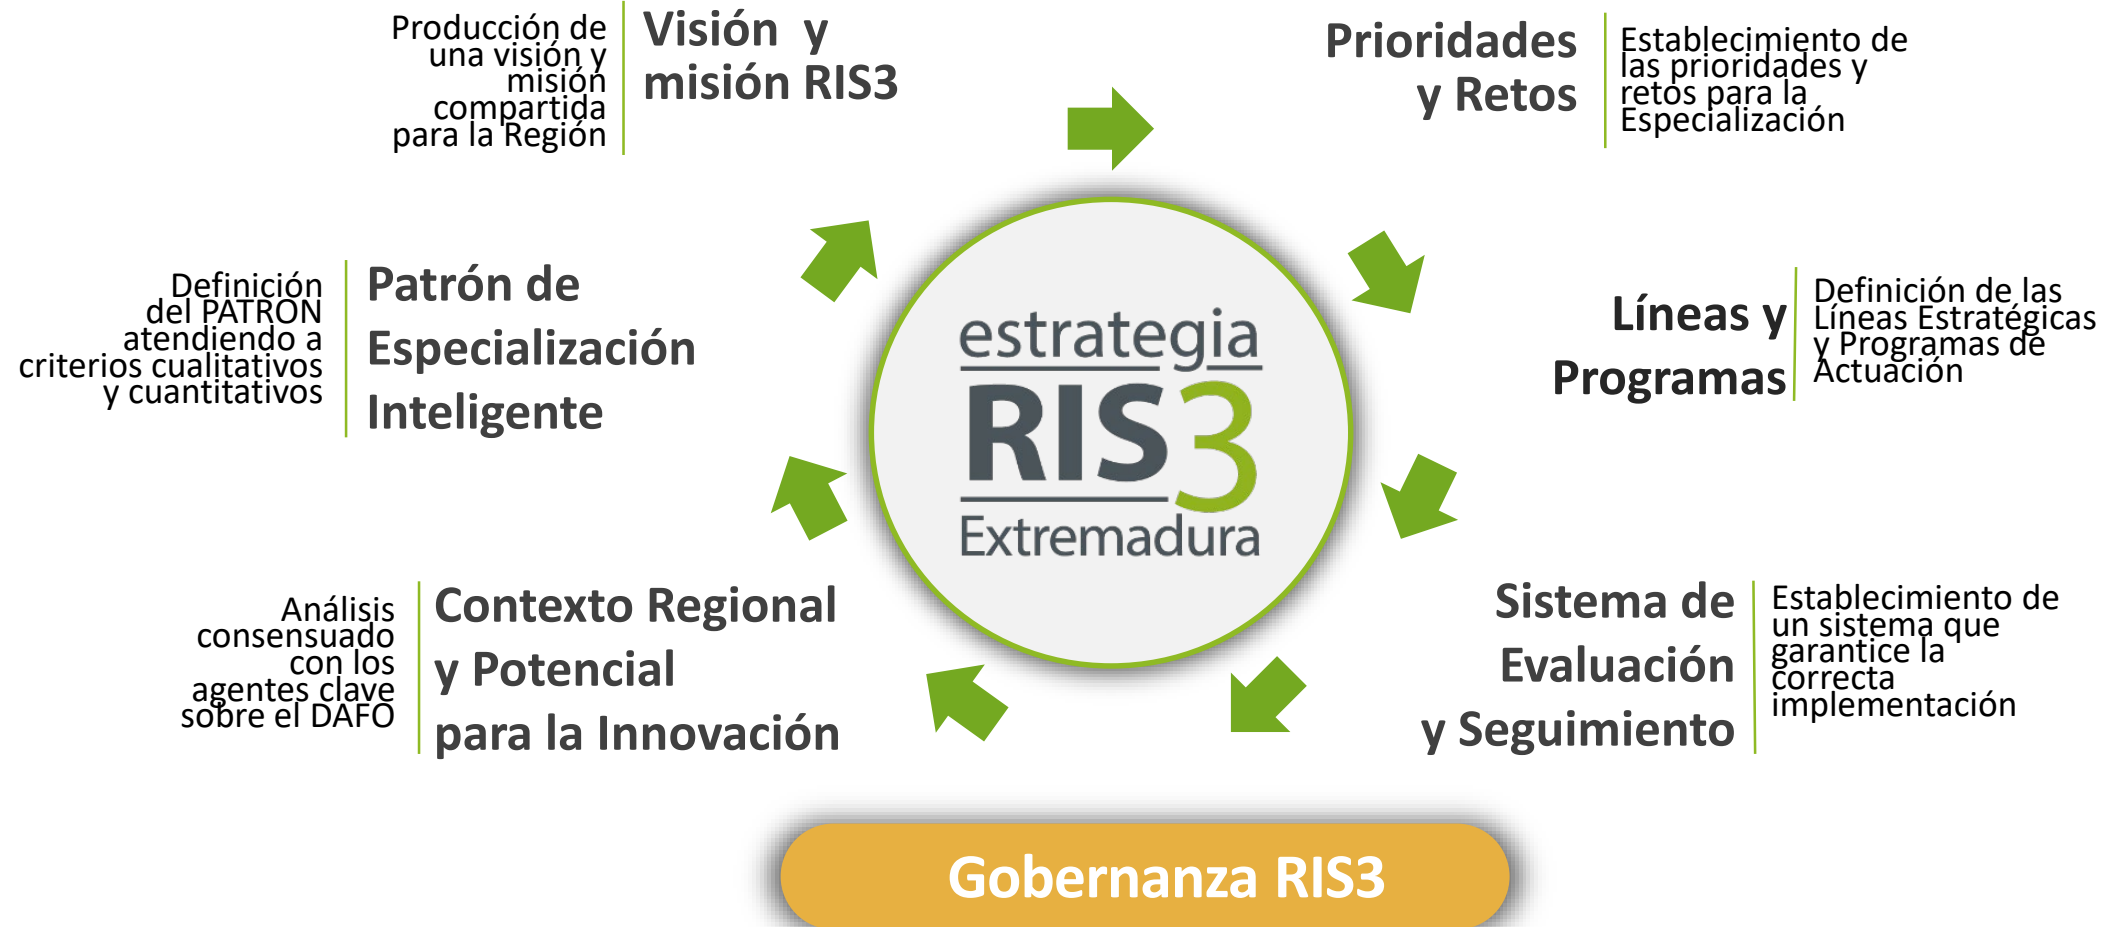 Producción de
una visión y
misión
compartida
para la Región
Visión y
misión RIS3
Prioridades
y Retos
Establecimiento de
las prioridades y
retos para la
Especialización
Definición
del PATRON
atendiendo a
criterios cualitativos
y cuantitativos
Patrón de
Especialización
Inteligente
estrategia
RIS3
Extremadura
Líneas y
Programas
Definición de las
Líneas Estratégicas
y Programas de
Actuación
Análisis
consensuado
con los
agentes clave
sobre el DAFO
Contexto Regional
y Potencial
para la Innovación
Sistema de
Evaluación
y Seguimiento
Establecimiento de
un sistema que
garantice la
correcta
implementación
Gobernanza RIS3